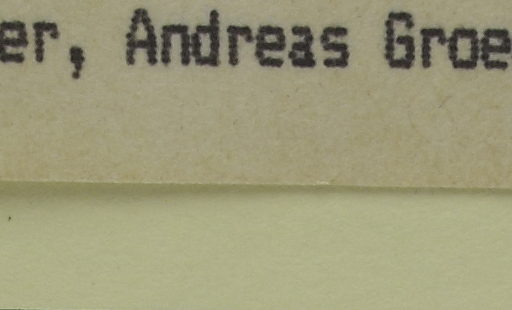 er, Andreas Groe